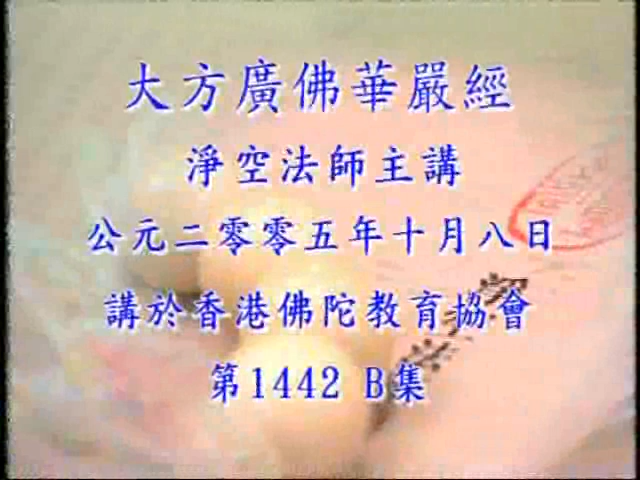 大方廣佛華嚴經
淨空法師主講
公元二零零五年十月八日
講於香港佛陀教育協會
第1442 B集